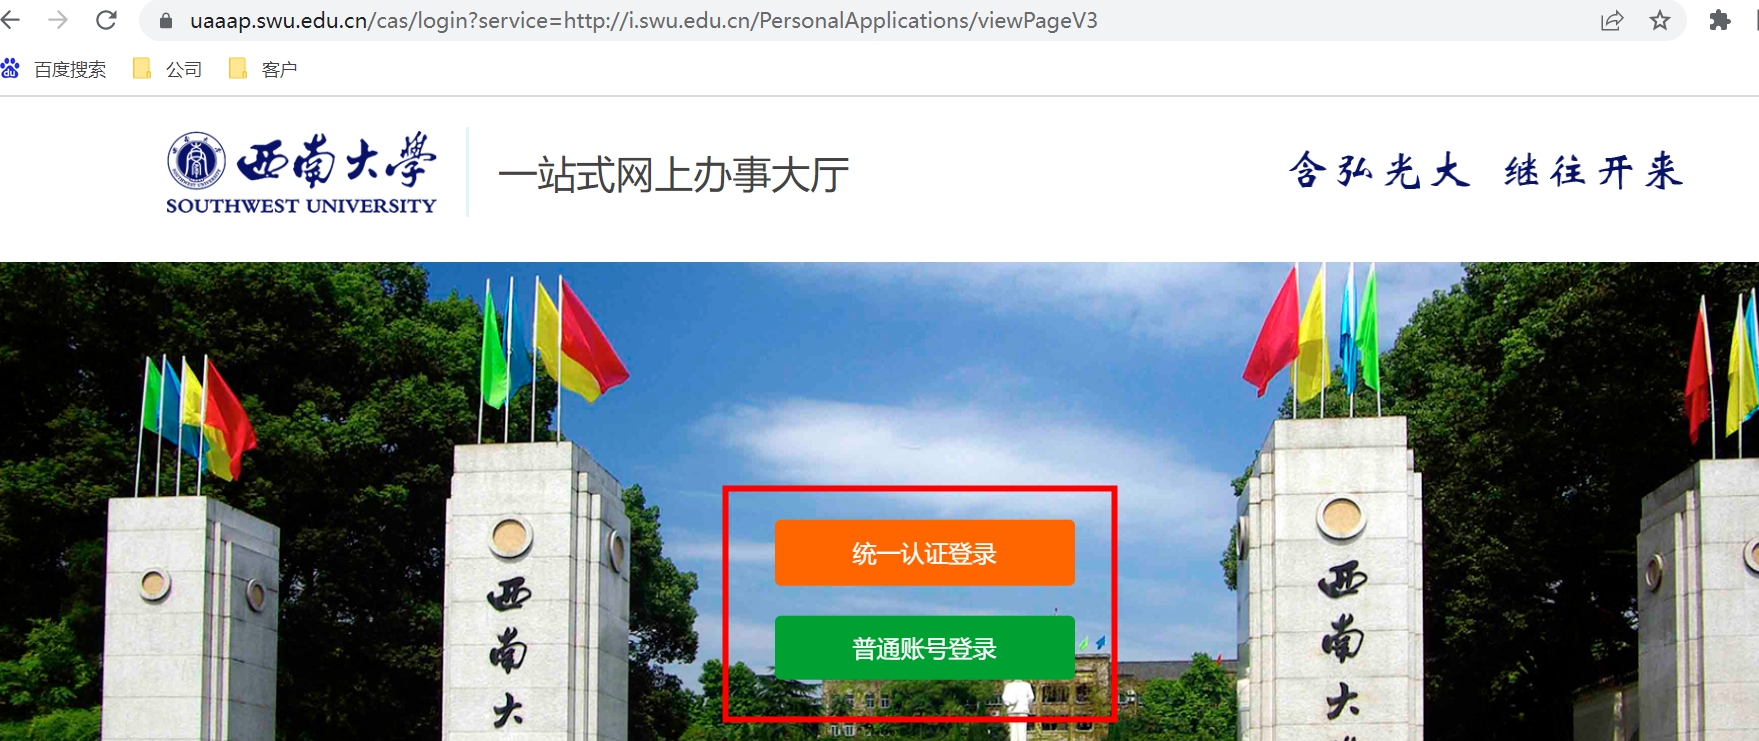 uaaap.swu.edu.cn/cas/login?service=http://i.swu.edu.cn/PersonalApplications/viewPageV3
百度搜索 公司 客户
西南大学 一站式网上办事大厅 含弘光大 继往开来
SOUTHWEST UNIVERSITY
统一认证登录
普通账号登录
西南大
西南大